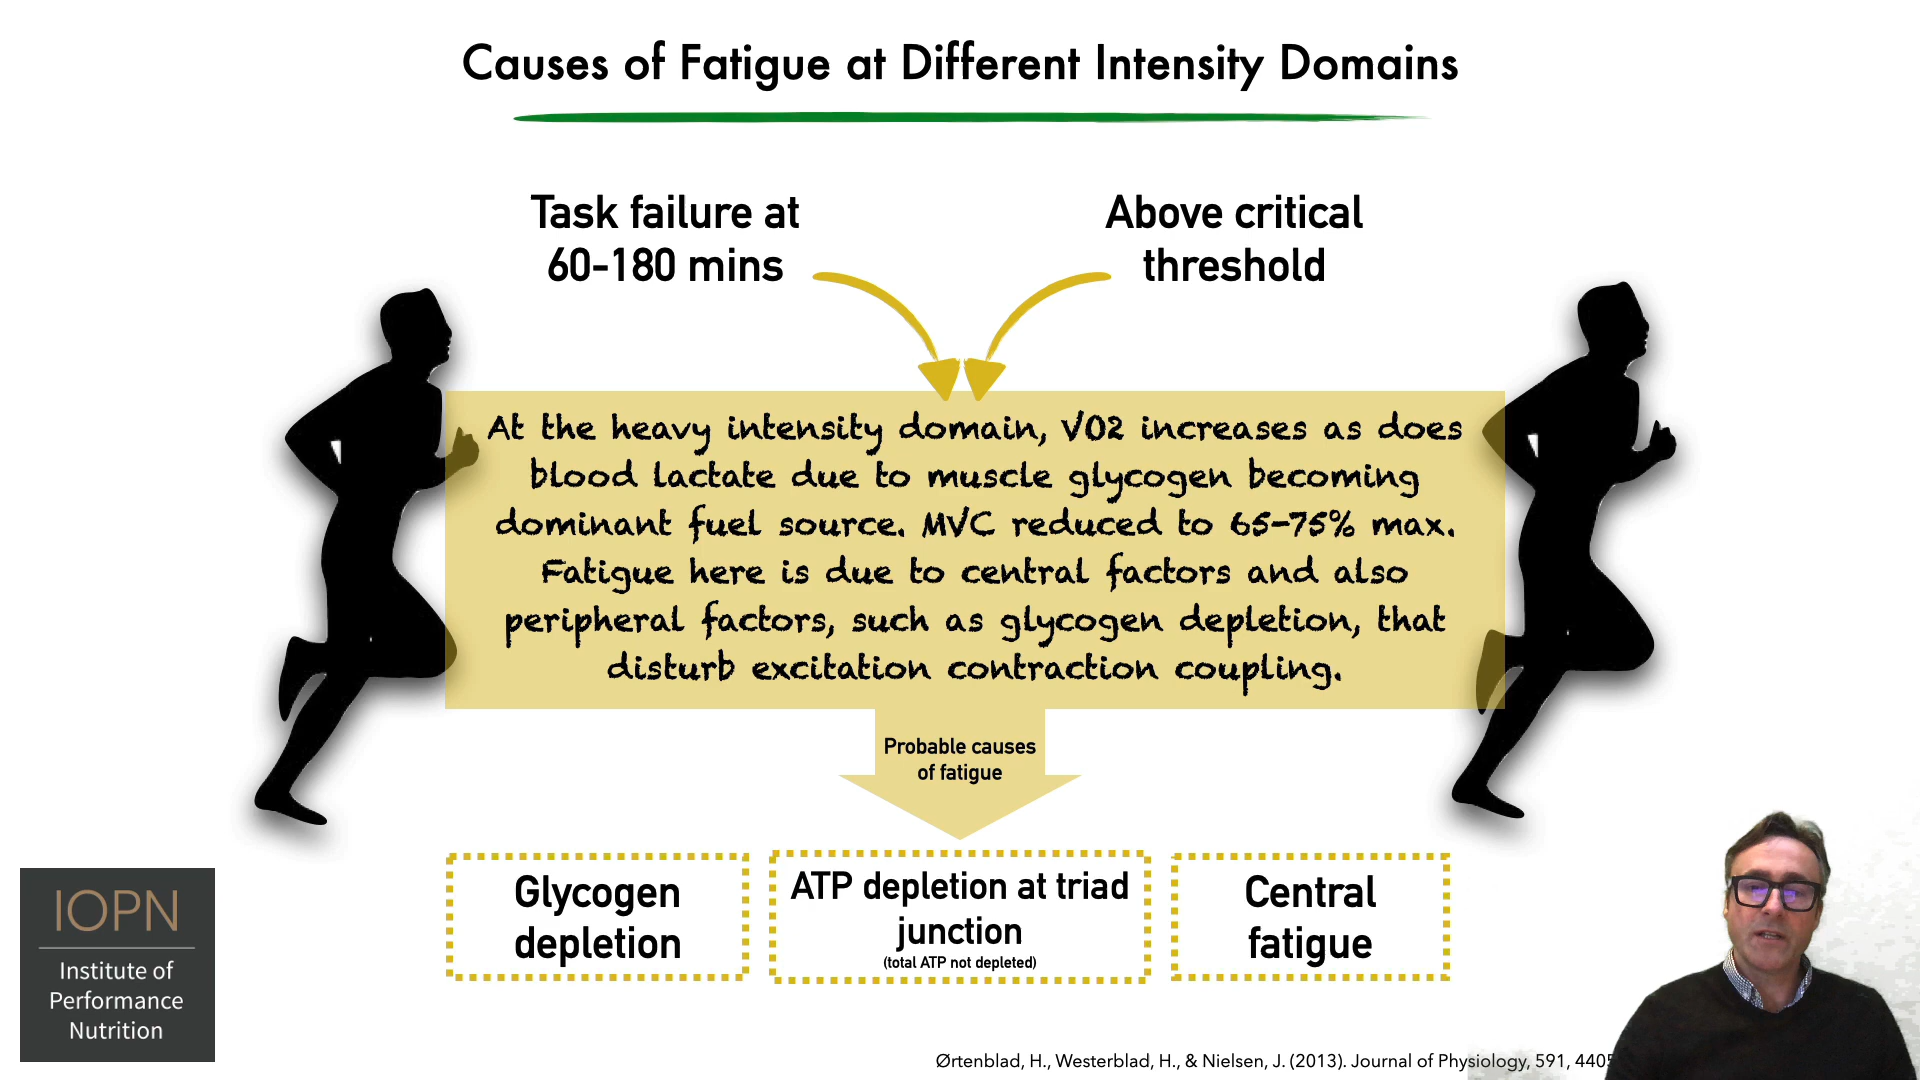 Causes of Fatigue at Different Intensity Domains
Task failure at
60-180 mins
Above critical
threshold
At the heavy intensity domain, VO2 increases as does
blood lactate due to muscle glycogen becoming
dominant fuel source. MVC reduced to 65-75% max.
Fatigue here is due to central factors and also
peripheral factors, such as glycogen depletion, that
disturb excitation contraction coupling.
Probable causes
of fatigue
Glycogen
depletion
ATP depletion at triad
junction
(total ATP not depleted)
Central
fatigue
IOPN
Institute of
Performance
Nutrition
Ørtenblad, H., Westerblad, H., & Nielsen, J. (2013). Journal of Physiology, 591,